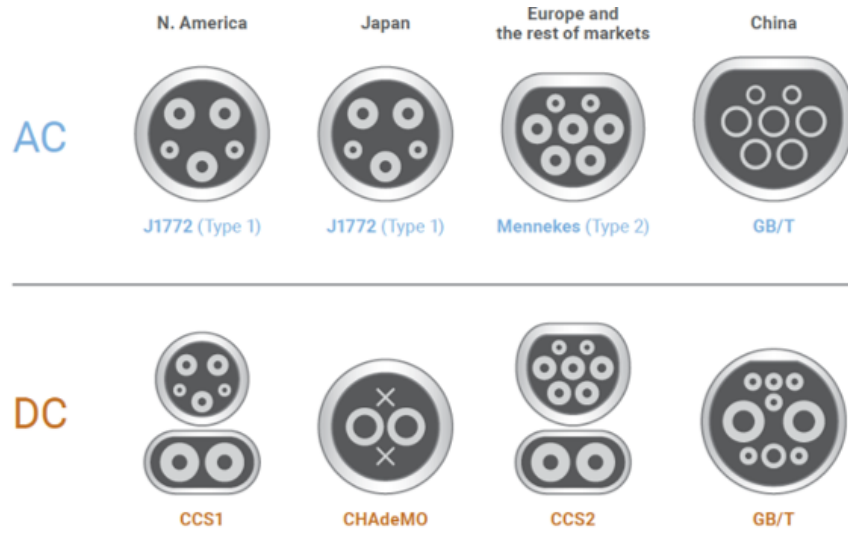 N. America
Japan
Europe and
the rest of markets
China
AC
J1772 (Type 1)
J1772 (Type 1)
Mennekes (Type 2)
GB/T
DC
CCS1
CHAdeMO
CCS2
GB/T